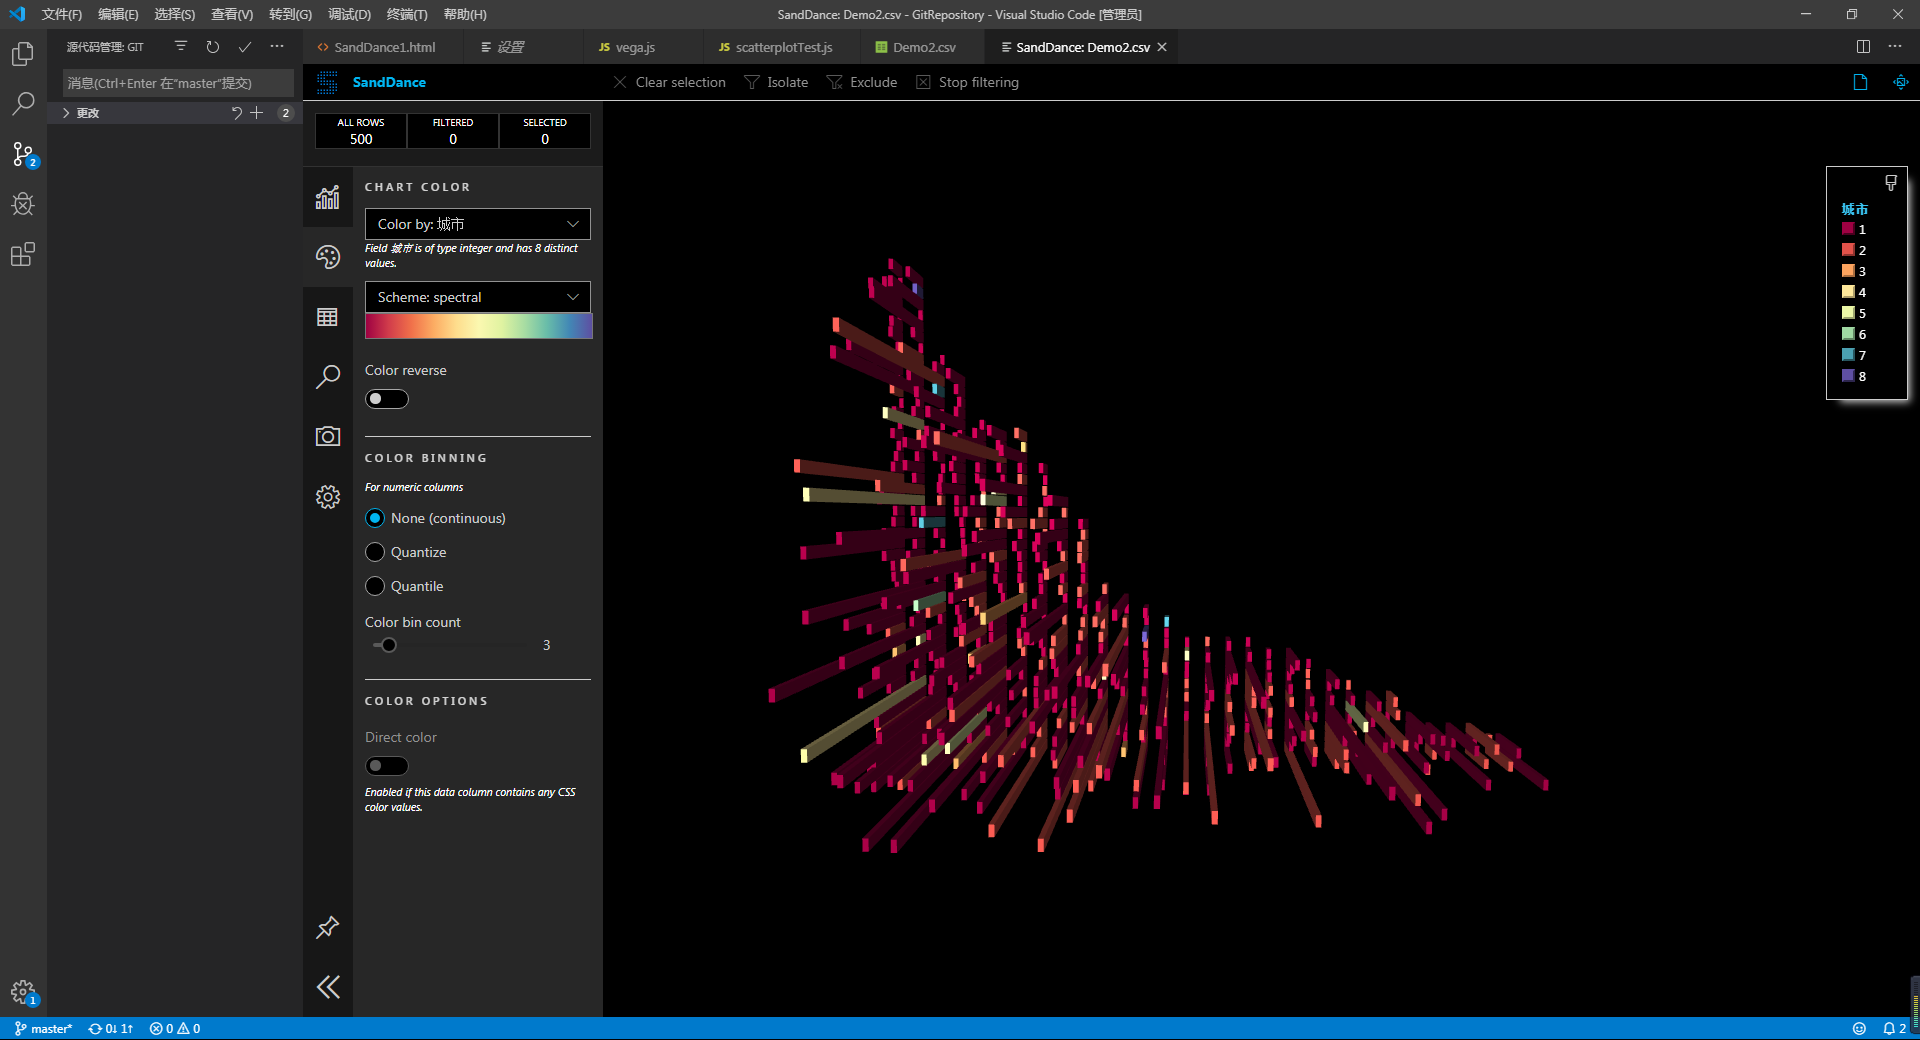 文件(F) 编辑(E) 选择(S) 查看(V) 转到(G) 调试(D) 终端(T) 帮助(H)
SandDance: Demo2.csv - GitRepository - Visual Studio Code [管理员]
源代码管理: GIT
SandDance1.html
设置
JS vega.js
JS scatterplotTest.js
Demo2.csv
SandDance: Demo2.csv
消息(Ctrl+Enter 在"master"提交)
更改
2
SandDance
Clear selection Isolate Exclude Stop filtering
ALL ROWS
500
FILTERED
0
SELECTED
0
CHART COLOR
Color by: 城市
Field 城市 is of type integer and has 8 distinct
values.
Scheme: spectral
Color reverse
COLOR BINNING
For numeric columns
None (continuous)
Quantize
Quantile
Color bin count
3
COLOR OPTIONS
Direct color
Enabled if this data column contains any CSS
color values.
城市
1
2
3
4
5
6
7
8
2
1
master* 0↓ 1↑ 0 0
2